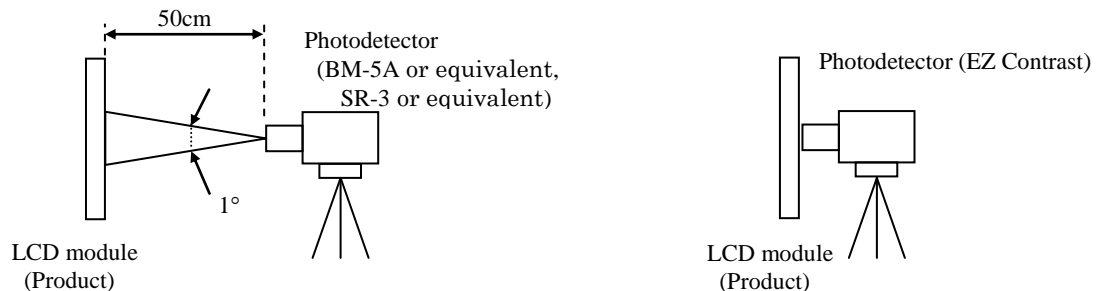 50cm
Photodetector
(BM-5A or equivalent,
SR-3 or equivalent)
1°
LCD module
(Product)
Photodetector (EZ Contrast)
LCD module
(Product)